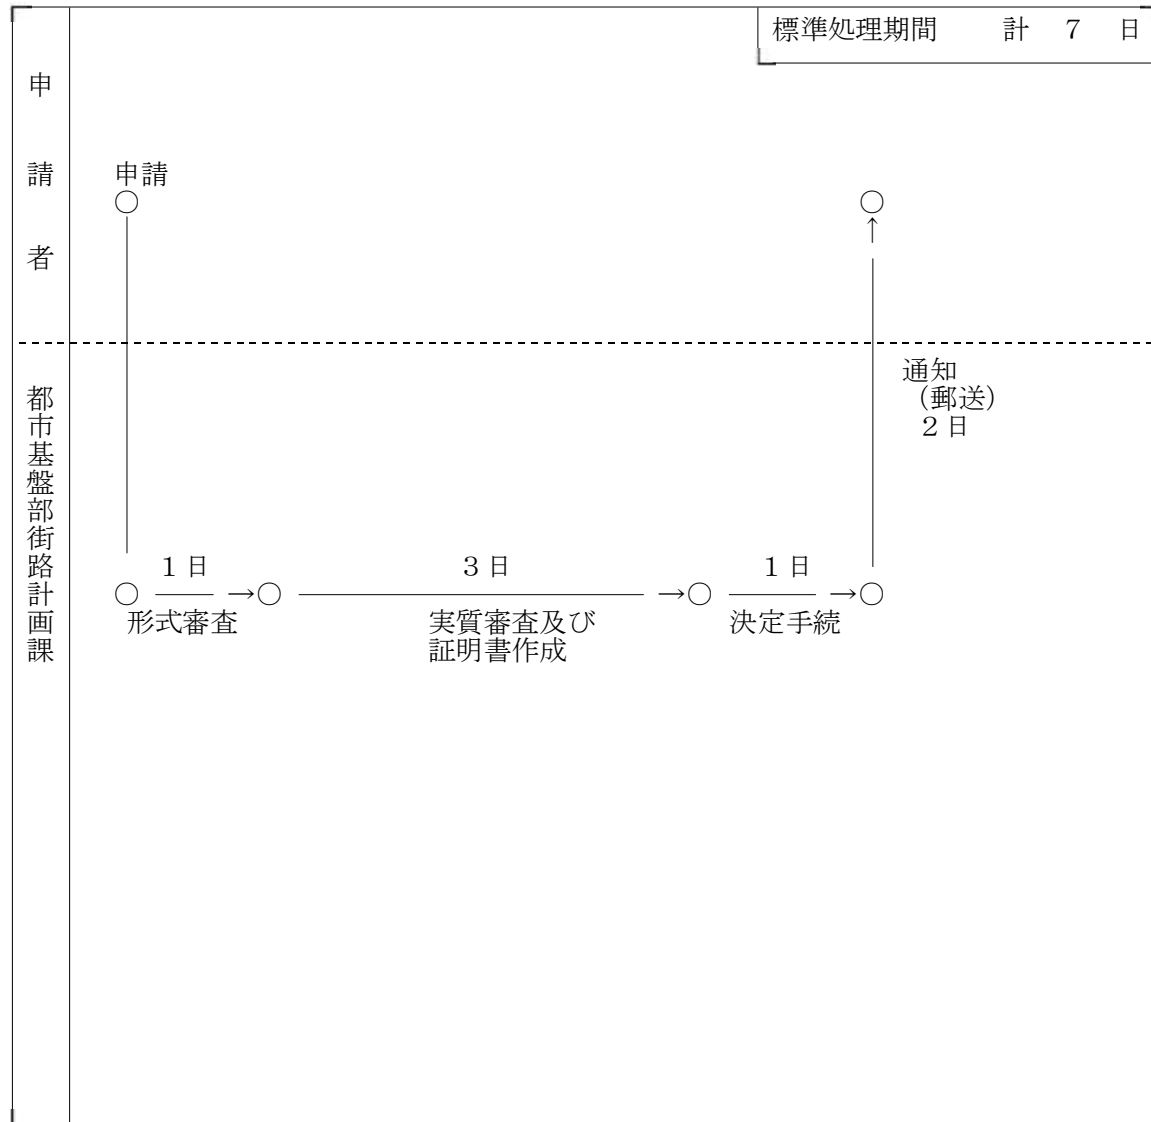 標準処理期間　　計　７　日
申請者
申請
通知
（郵送）
２日
都市基盤部街路計画課
１日
３日
１日
形式審査
実質審査及び
証明書作成
決定手続